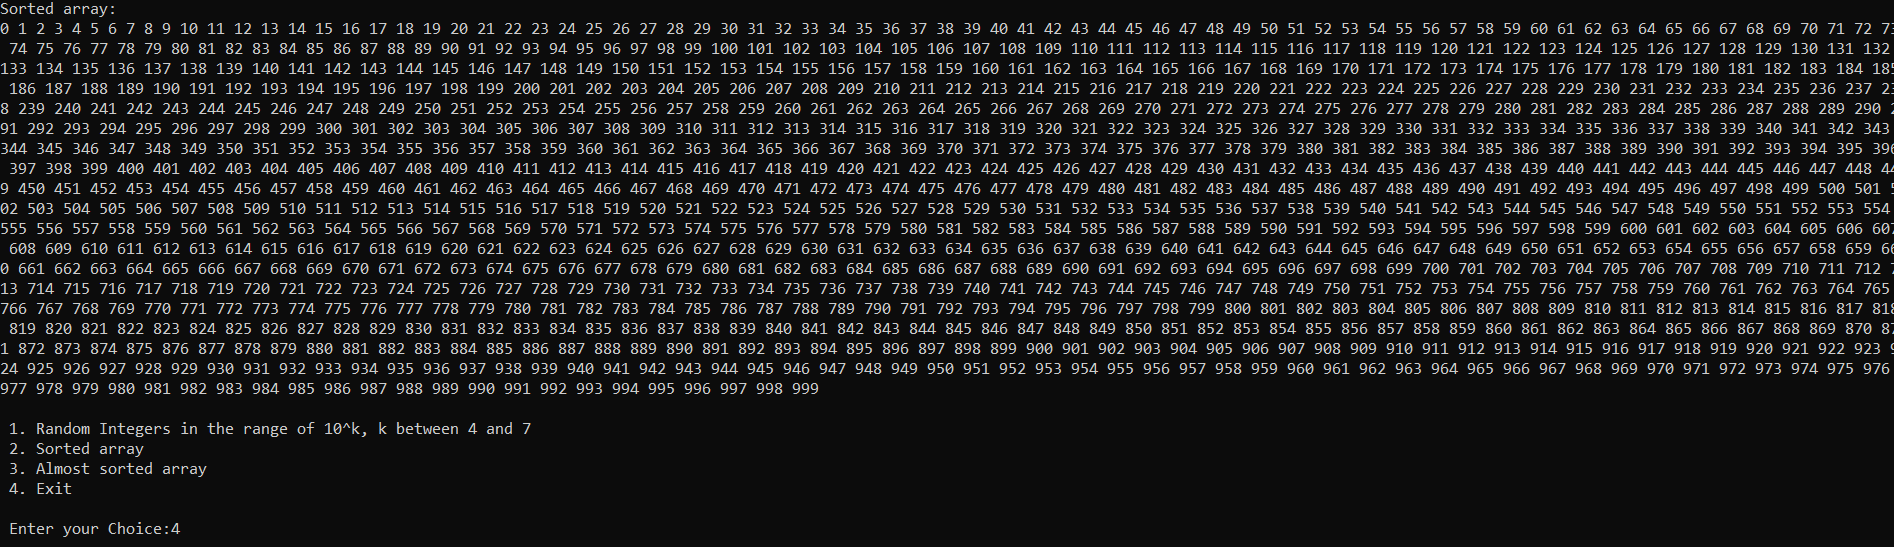 Sorted array:
0 1 2 3 4 5 6 7 8 9 10 11 12 13 14 15 16 17 18 19 20 21 22 23 24 25 26 27 28 29 30 31 32 33 34 35 36 37 38 39 40 41 42 43 44 45 46 47 48 49 50 51 52 53 54 55 56 57 58 59 60 61 62 63 64 65 66 67 68 69 70 71 72 73
74 75 76 77 78 79 80 81 82 83 84 85 86 87 88 89 90 91 92 93 94 95 96 97 98 99 100 101 102 103 104 105 106 107 108 109 110 111 112 113 114 115 116 117 118 119 120 121 122 123 124 125 126 127 128 129 130 131 132
133 134 135 136 137 138 139 140 141 142 143 144 145 146 147 148 149 150 151 152 153 154 155 156 157 158 159 160 161 162 163 164 165 166 167 168 169 170 171 172 173 174 175 176 177 178 179 180 181 182 183 184 185
186 187 188 189 190 191 192 193 194 195 196 197 198 199 200 201 202 203 204 205 206 207 208 209 210 211 212 213 214 215 216 217 218 219 220 221 222 223 224 225 226 227 228 229 230 231 232 233 234 235 236 237 23
8 239 240 241 242 243 244 245 246 247 248 249 250 251 252 253 254 255 256 257 258 259 260 261 262 263 264 265 266 267 268 269 270 271 272 273 274 275 276 277 278 279 280 281 282 283 284 285 286 287 288 289 290 2
91 292 293 294 295 296 297 298 299 300 301 302 303 304 305 306 307 308 309 310 311 312 313 314 315 316 317 318 319 320 321 322 323 324 325 326 327 328 329 330 331 332 333 334 335 336 337 338 339 340 341 342 343
344 345 346 347 348 349 350 351 352 353 354 355 356 357 358 359 360 361 362 363 364 365 366 367 368 369 370 371 372 373 374 375 376 377 378 379 380 381 382 383 384 385 386 387 388 389 390 391 392 393 394 395 396
397 398 399 400 401 402 403 404 405 406 407 408 409 410 411 412 413 414 415 416 417 418 419 420 421 422 423 424 425 426 427 428 429 430 431 432 433 434 435 436 437 438 439 440 441 442 443 444 445 446 447 448 44
9 450 451 452 453 454 455 456 457 458 459 460 461 462 463 464 465 466 467 468 469 470 471 472 473 474 475 476 477 478 479 480 481 482 483 484 485 486 487 488 489 490 491 492 493 494 495 496 497 498 499 500 501 5
02 503 504 505 506 507 508 509 510 511 512 513 514 515 516 517 518 519 520 521 522 523 524 525 526 527 528 529 530 531 532 533 534 535 536 537 538 539 540 541 542 543 544 545 546 547 548 549 550 551 552 553 554
555 556 557 558 559 560 561 562 563 564 565 566 567 568 569 570 571 572 573 574 575 576 577 578 579 580 581 582 583 584 585 586 587 588 589 590 591 592 593 594 595 596 597 598 599 600 601 602 603 604 605 606 607
608 609 610 611 612 613 614 615 616 617 618 619 620 621 622 623 624 625 626 627 628 629 630 631 632 633 634 635 636 637 638 639 640 641 642 643 644 645 646 647 648 649 650 651 652 653 654 655 656 657 658 659 66
0 661 662 663 664 665 666 667 668 669 670 671 672 673 674 675 676 677 678 679 680 681 682 683 684 685 686 687 688 689 690 691 692 693 694 695 696 697 698 699 700 701 702 703 704 705 706 707 708 709 710 711 712 7
13 714 715 716 717 718 719 720 721 722 723 724 725 726 727 728 729 730 731 732 733 734 735 736 737 738 739 740 741 742 743 744 745 746 747 748 749 750 751 752 753 754 755 756 757 758 759 760 761 762 763 764 765
766 767 768 769 770 771 772 773 774 775 776 777 778 779 780 781 782 783 784 785 786 787 788 789 790 791 792 793 794 795 796 797 798 799 800 801 802 803 804 805 806 807 808 809 810 811 812 813 814 815 816 817 818
819 820 821 822 823 824 825 826 827 828 829 830 831 832 833 834 835 836 837 838 839 840 841 842 843 844 845 846 847 848 849 850 851 852 853 854 855 856 857 858 859 860 861 862 863 864 865 866 867 868 869 870 87
1 872 873 874 875 876 877 878 879 880 881 882 883 884 885 886 887 888 889 890 891 892 893 894 895 896 897 898 899 900 901 902 903 904 905 906 907 908 909 910 911 912 913 914 915 916 917 918 919 920 921 922 923 9
24 925 926 927 928 929 930 931 932 933 934 935 936 937 938 939 940 941 942 943 944 945 946 947 948 949 950 951 952 953 954 955 956 957 958 959 960 961 962 963 964 965 966 967 968 969 970 971 972 973 974 975 976
977 978 979 980 981 982 983 984 985 986 987 988 989 990 991 992 993 994 995 996 997 998 999
1. Random Integers in the range of 10^k, k between 4 and 7
2. Sorted array
3. Almost sorted array
4. Exit
Enter your Choice:4